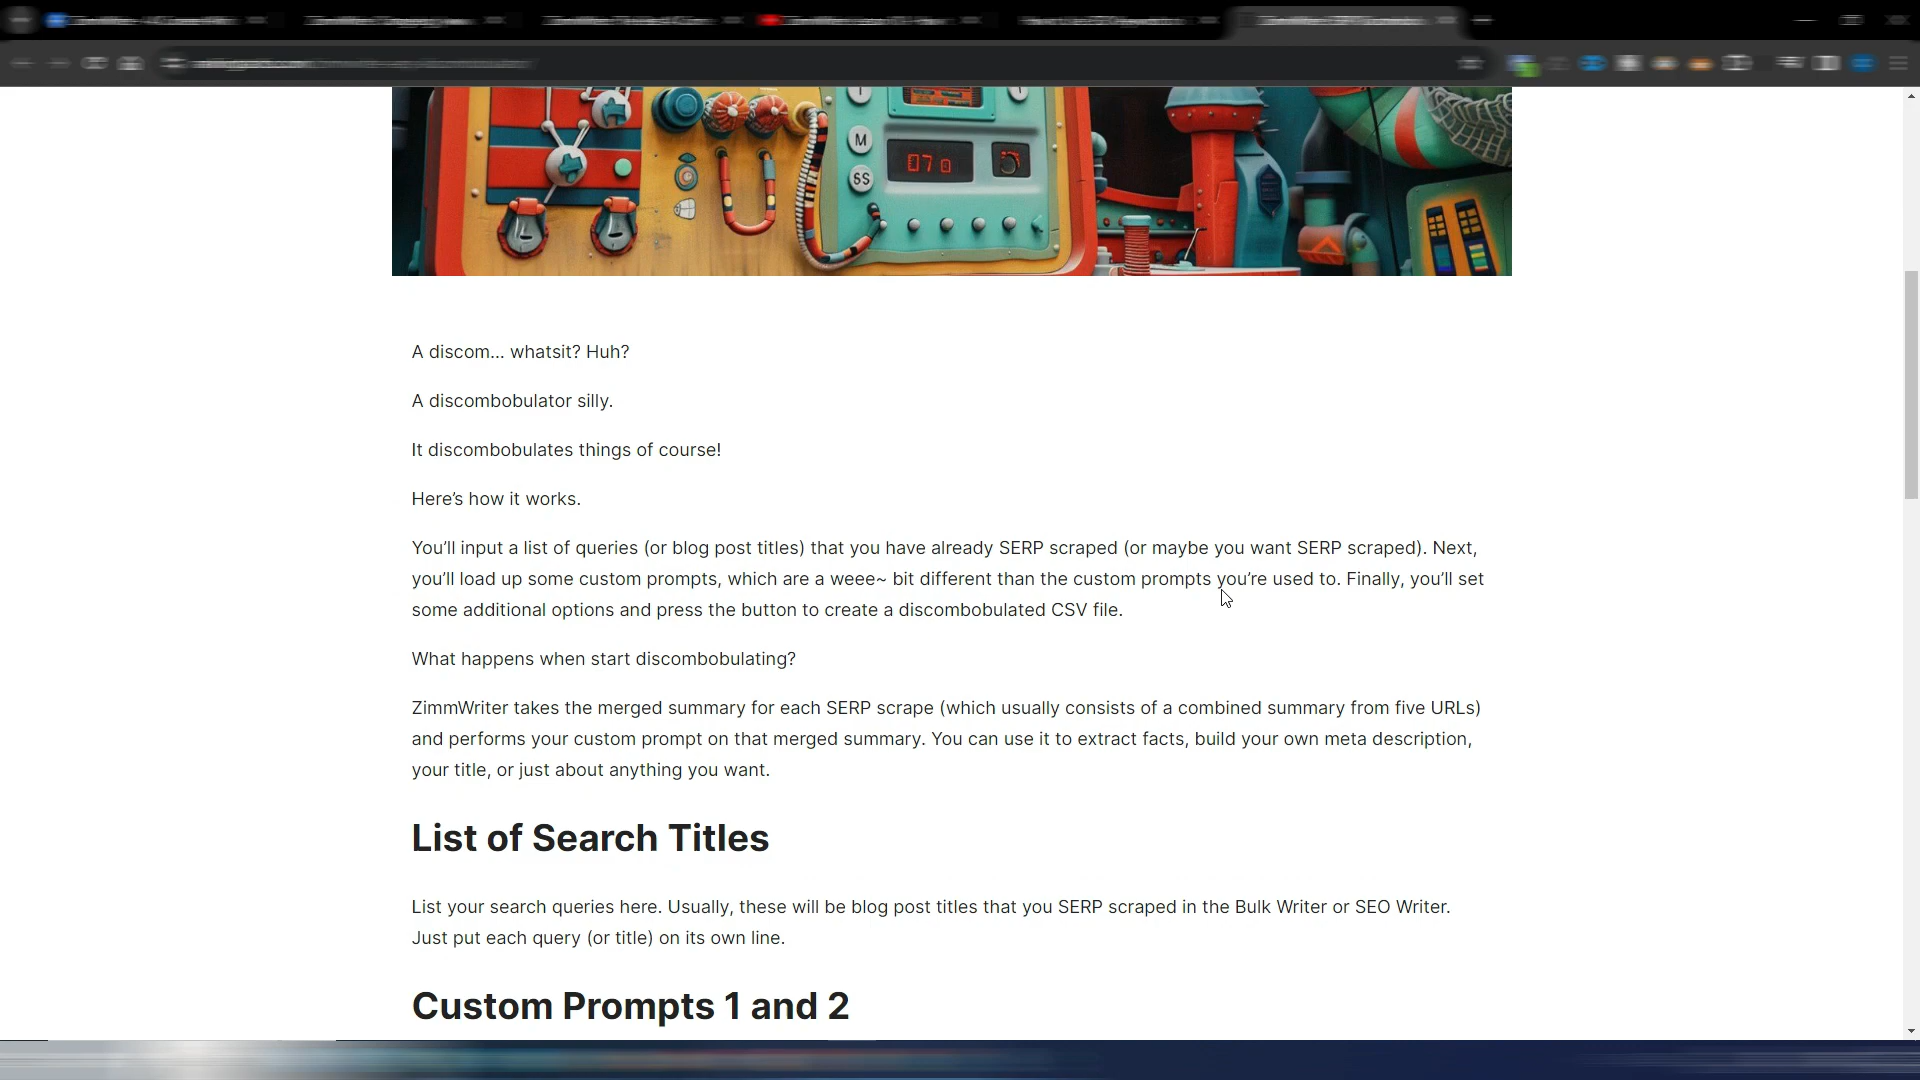 M
SS
070
A discom... whatsit? Huh?
A discombobulator silly.
It discombobulates things of course!
Here’s how it works.
You’ll input a list of queries (or blog post titles) that you have already SERP scraped (or maybe you want SERP scraped). Next,
you’ll load up some custom prompts, which are a weee~ bit different than the custom prompts you’re used to. Finally, you’ll set
some additional options and press the button to create a discombobulated CSV file.
What happens when start discombobulating?
ZimmWriter takes the merged summary for each SERP scrape (which usually consists of a combined summary from five URLs)
and performs your custom prompt on that merged summary. You can use it to extract facts, build your own meta description,
your title, or just about anything you want.
List of Search Titles
List your search queries here. Usually, these will be blog post titles that you SERP scraped in the Bulk Writer or SEO Writer.
Just put each query (or title) on its own line.
Custom Prompts 1 and 2